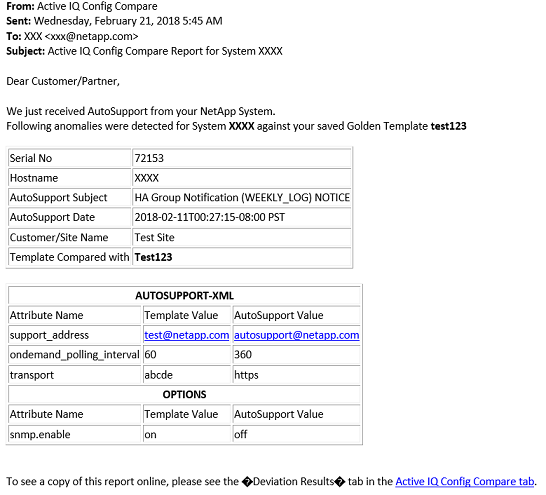 From: Active IQ Config Compare
Sent: Wednesday, February 21, 2018 5:45 AM
To: XXX <xxx@netapp.com>
Subject: Active IQ Config Compare Report for System XXXX
Dear Customer/Partner,
We just received AutoSupport from your NetApp System.
Following anomalies were detected for System XXXX against your saved Golden Template test123
Serial No 72153
Hostname XXXX
AutoSupport Subject HA Group Notification (WEEKLY_LOG) NOTICE
AutoSupport Date 2018-02-11T00:27:15-08:00 PST
Customer/Site Name Test Site
Template Compared with Test123
AUTOSUPPORT-XML
Attribute Name Template Value AutoSupport Value
support_address test@netapp.com autosupport@netapp.com
ondemand_polling_interval 60 360
transport abcde https
OPTIONS
Attribute Name Template Value AutoSupport Value
snmp.enable on off
To see a copy of this report online, please see the �Deviation Results� tab in the Active IQ Config Compare tab.